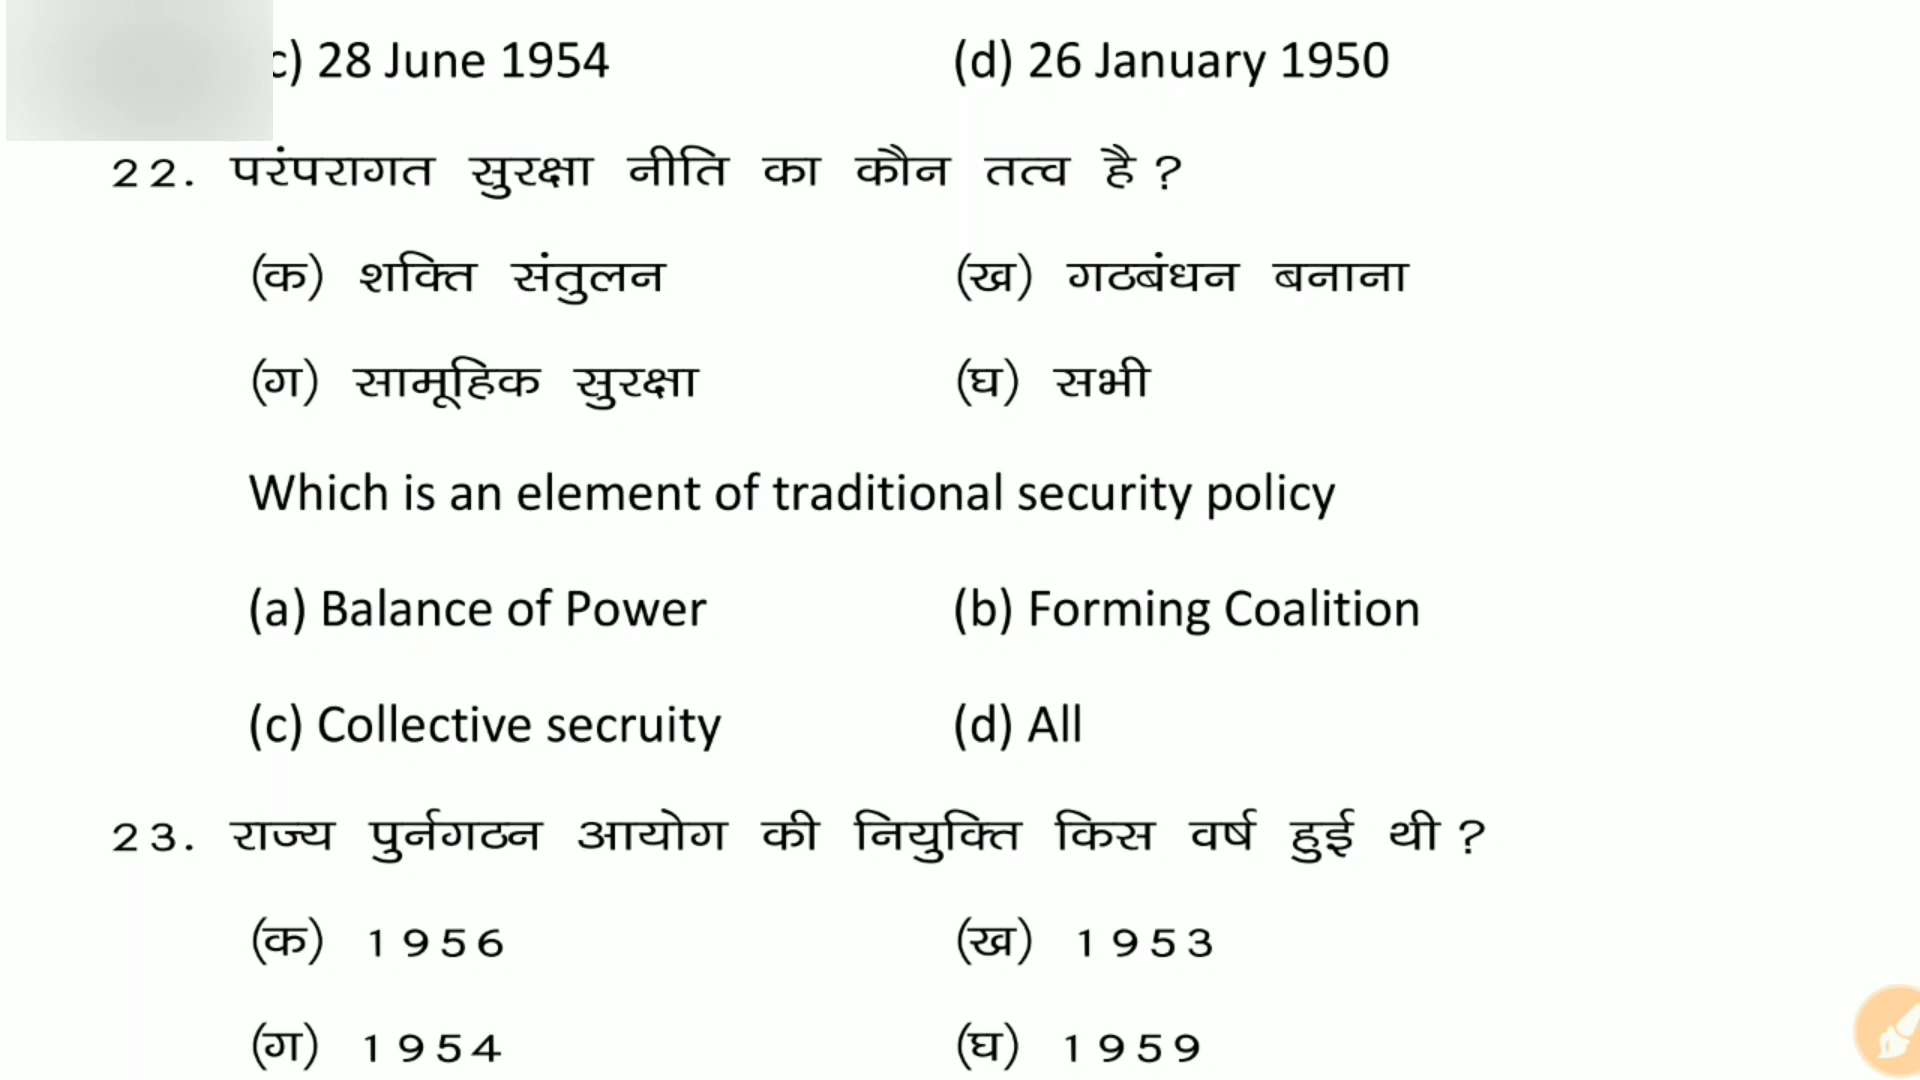 c) 28 June 1954 (d) 26 January 1950
22. परंपरागत सुरक्षा नीति का कौन तत्व है ?
(क) शक्ति संतुलन (ख) गठबंधन बनाना
(ग) सामूहिक सुरक्षा (घ) सभी
Which is an element of traditional security policy
(a) Balance of Power (b) Forming Coalition
(c) Collective secruity (d) All
23. राज्य पुर्नगठन आयोग की नियुक्ति किस वर्ष हुई थी ?
(क) 1956 (ख) 1953
(ग) 1954 (घ) 1959